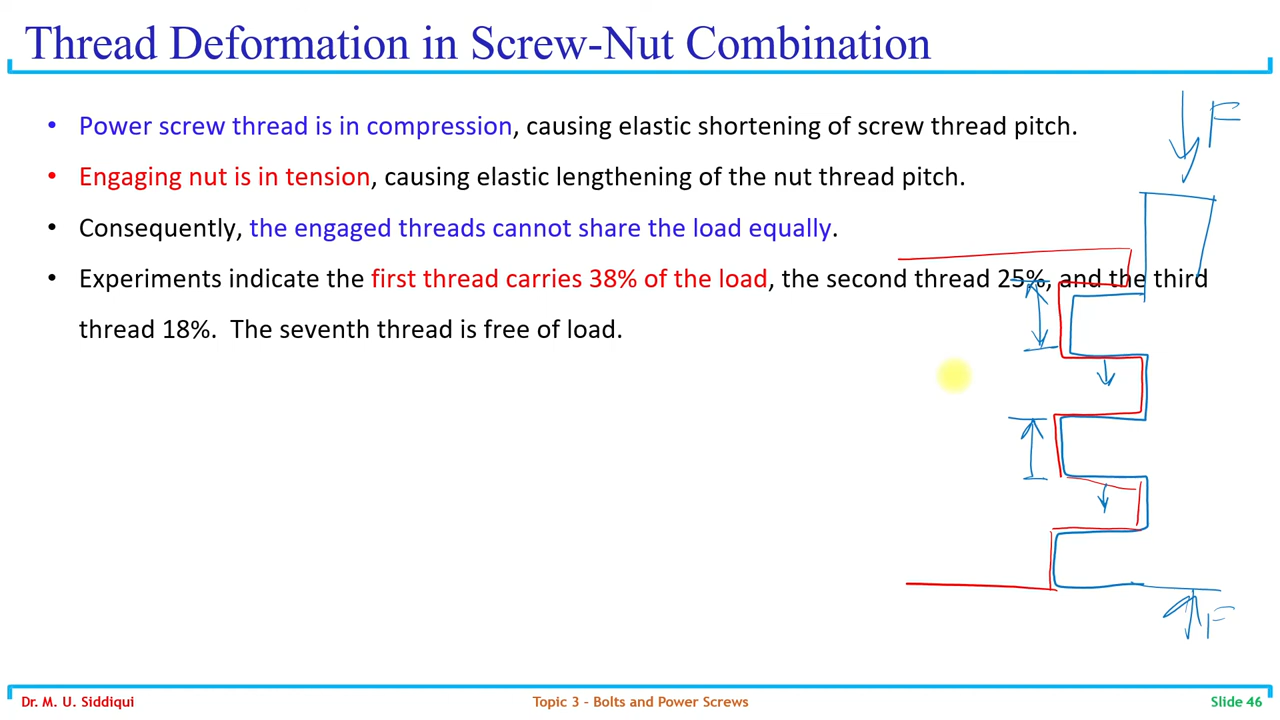 Thread Deformation in Screw-Nut Combination
F
• Power screw thread is in compression, causing elastic shortening of screw thread pitch.
• Engaging nut is in tension, causing elastic lengthening of the nut thread pitch.
• Consequently, the engaged threads cannot share the load equally.
• Experiments indicate the first thread carries 38% of the load, the second thread 25%, and the third
thread 18%.  The seventh thread is free of load.
F
Dr. M. U. Siddiqui
Topic 3 – Bolts and Power Screws
Slide 46